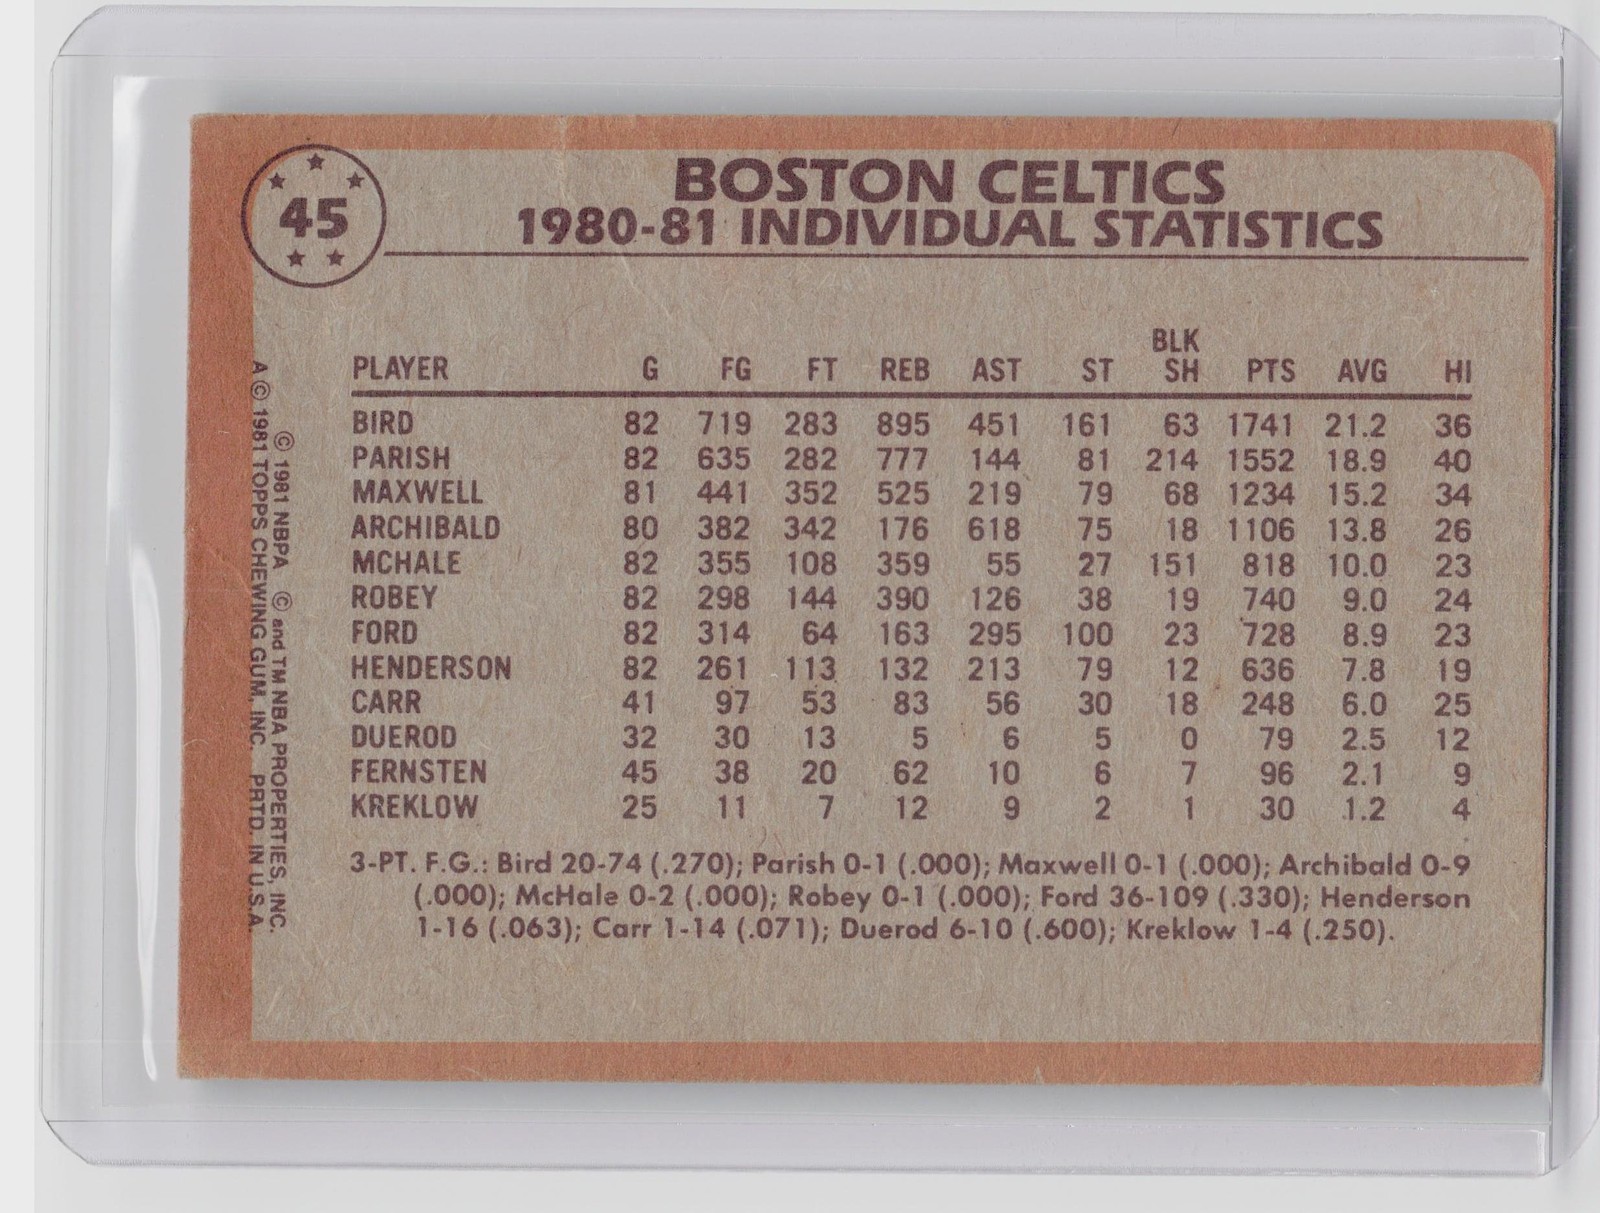 45
BOSTON CELTICS
1980-81 INDIVIDUAL STATISTICS
PLAYER G FG FT REB AST ST BLK SH PTS AVG HI
BIRD 82 719 283 895 451 161 63 1741 21.2 36
PARISH 82 635 282 777 144 81 214 1552 18.9 40
MAXWELL 81 441 352 525 219 79 68 1234 15.2 34
ARCHIBALD 80 382 342 176 618 75 18 1106 13.8 26
MCHALE 82 355 108 359 55 27 151 818 10.0 23
ROBEY 82 298 144 390 126 38 19 740 9.0 24
FORD 82 314 64 163 295 100 23 728 8.9 23
HENDERSON 82 261 113 132 213 79 12 636 7.8 19
CARR 41 97 53 83 56 30 18 248 6.0 25
DUEROD 32 30 13 5 6 5 0 79 2.5 12
FERNSTEN 45 38 20 62 10 6 7 96 2.1 9
KREKLOW 25 11 7 12 9 2 1 30 1.2 4
3-PT. F.G.: Bird 20-74 (.270); Parish 0-1 (.000); Maxwell 0-1 (.000); Archibald 0-9
(.000); McHale 0-2 (.000); Robey 0-1 (.000); Ford 36-109 (.330); Henderson
1-16 (.063); Carr 1-14 (.071); Duerod 6-10 (.600); Kreklow 1-4 (.250).
© 1981 NBPA © and TM NBA PROPERTIES, INC.
A © 1981 TOPPS CHEWING GUM, INC. PRTD. IN U.S.A.